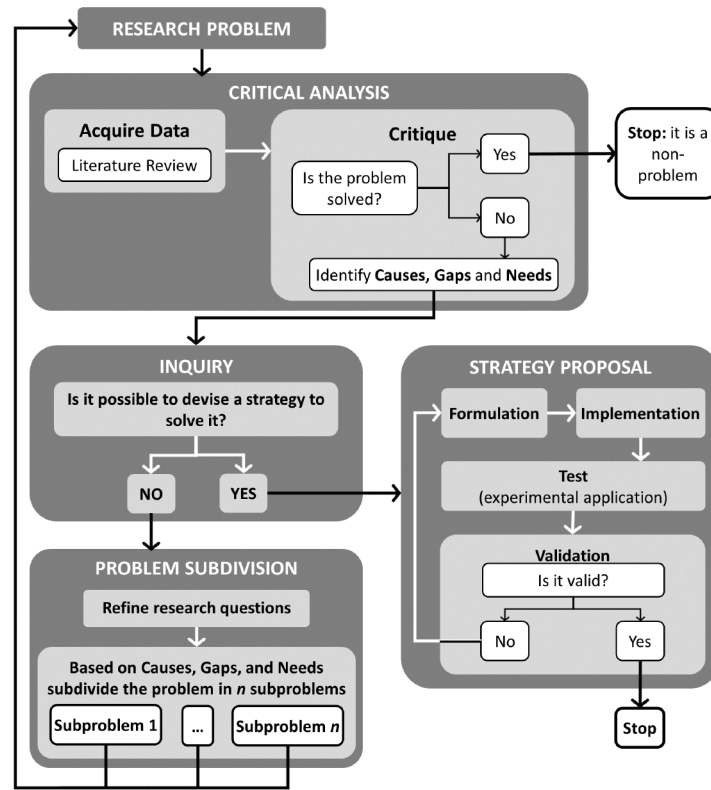 RESEARCH PROBLEM
CRITICAL ANALYSIS
Acquire Data
Literature Review
Critique
Is the problem
solved?
Yes
No
Identify Causes, Gaps and Needs
Stop: it is a
non-
problem
INQUIRY
Is it possible to devise a strategy to
solve it?
NO
YES
STRATEGY PROPOSAL
Formulation
Implementation
Test
(experimental application)
Validation
Is it valid?
No
Yes
Stop
PROBLEM SUBDIVISION
Refine research questions
Based on Causes, Gaps, and Needs
subdivide the problem in n subproblems
Subproblem 1
...
Subproblem n